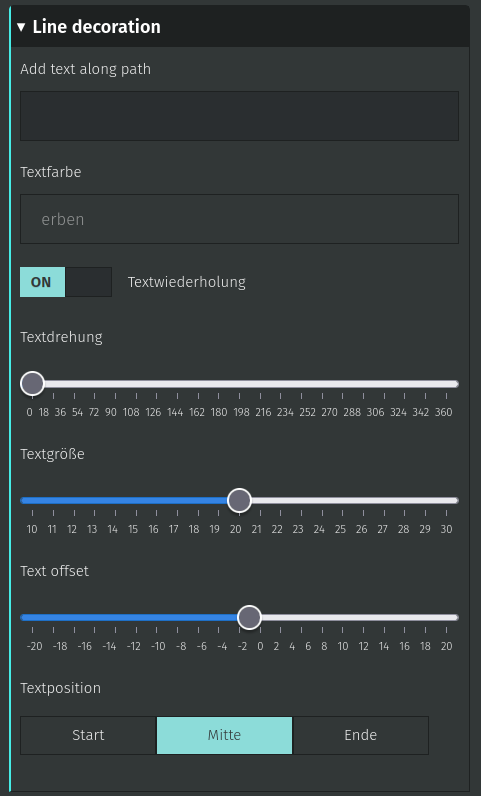 ▼ Line decoration
Add text along path
Textfarbe
erben
ON Textwiederholung
Textdrehung
0 18 36 54 72 90 108 126 144 162 180 198 216 234 252 270 288 306 324 342 360
Textgröße
10 11 12 13 14 15 16 17 18 19 20 21 22 23 24 25 26 27 28 29 30
Text offset
-20 -18 -16 -14 -12 -10 -8 -6 -4 -2 0 2 4 6 8 10 12 14 16 18 20
Textposition
Start Mitte Ende